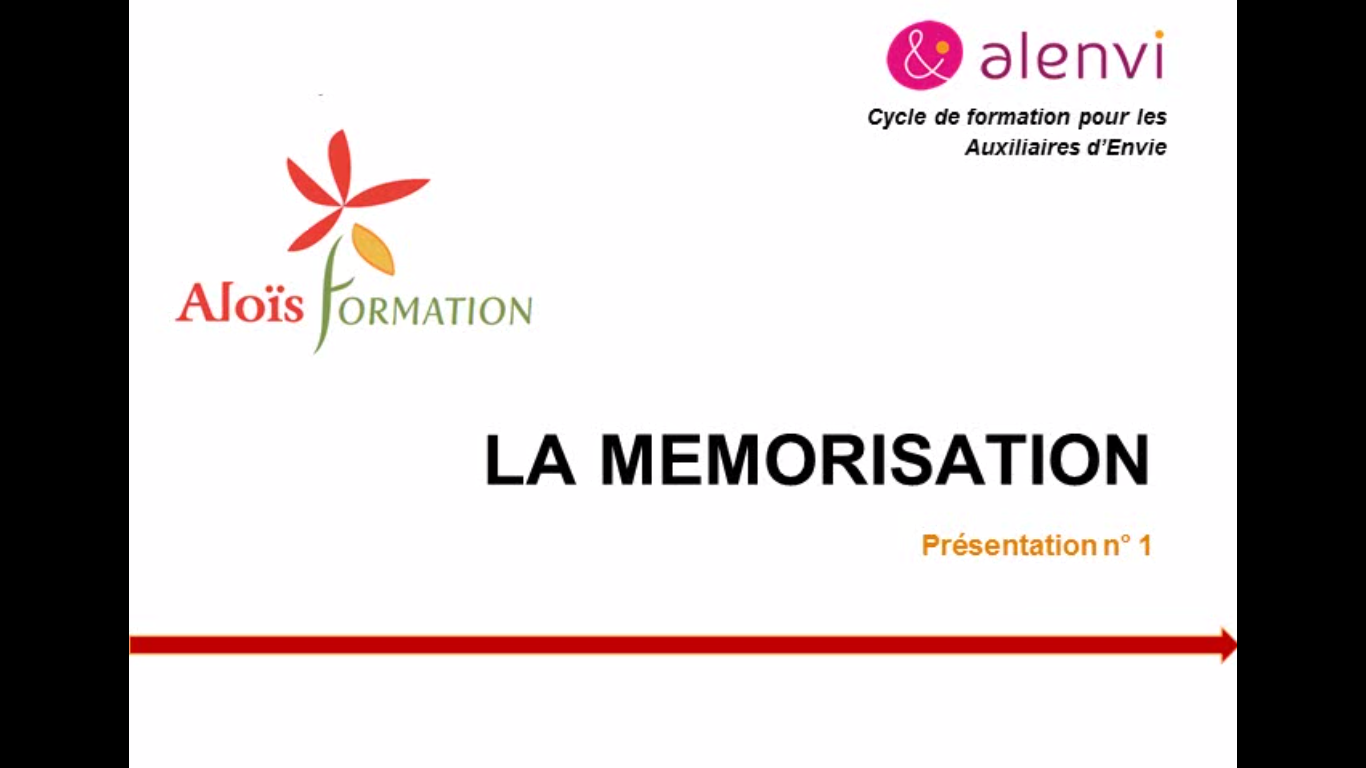 & alenvi
Cycle de formation pour les
Auxiliaires d'Envie
Aloïs FORMATION
LA MEMORISATION
Présentation n° 1